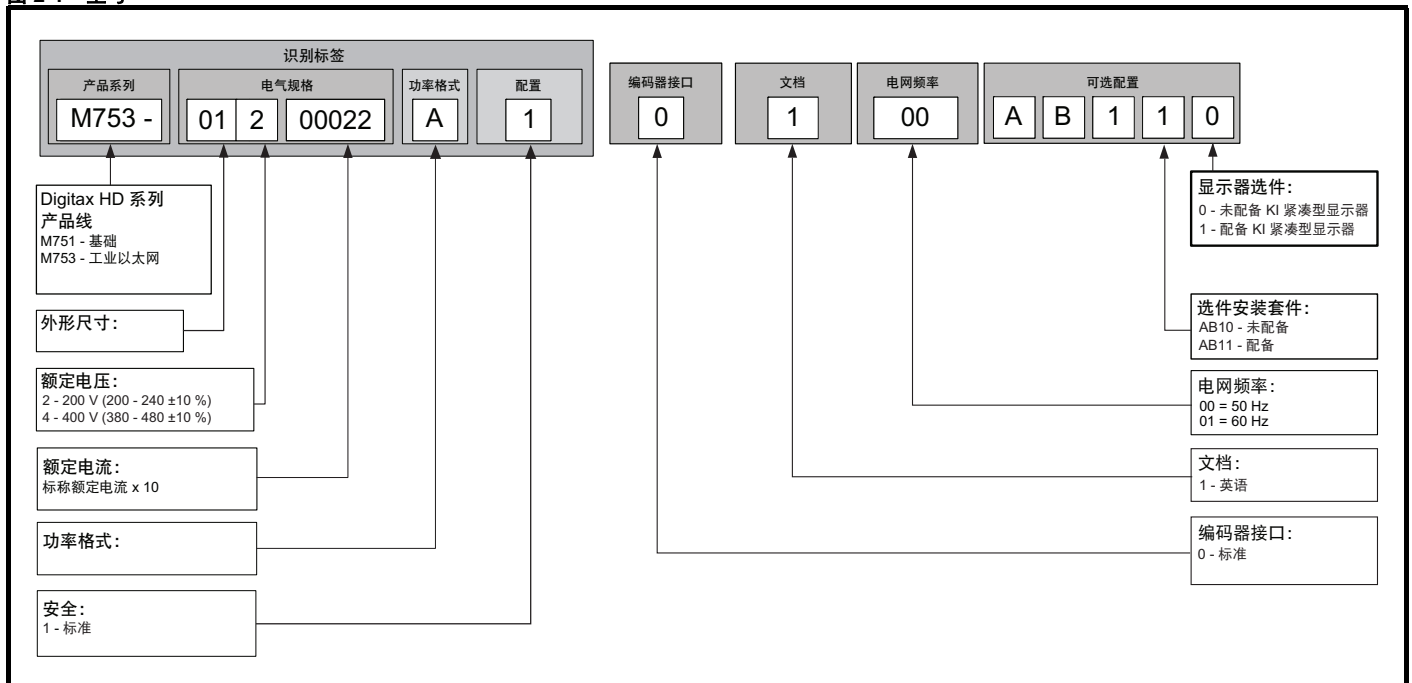 识别标签
产品系列 电气规格 功率格式 配置 编码器接口 文档 电网频率 可选配置
M753 - 01 2 00022 A 1 0 1 00 A B 1 1 0
Digitax HD 系列
产品线
M751 - 基础
M753 - 工业以太网
外形尺寸：
额定电压：
2 - 200 V (200 - 240 ±10 %)
4 - 400 V (380 - 480 ±10 %)
额定电流：
标称额定电流 x 10
功率格式：
安全：
1 - 标准
显示器选件：
0 - 未配备 KI 紧凑型显示器
1 - 配备 KI 紧凑型显示器
选件安装套件：
AB10 - 未配备
AB11 - 配备
电网频率：
00 = 50 Hz
01 = 60 Hz
文档：
1 - 英语
编码器接口：
0 - 标准